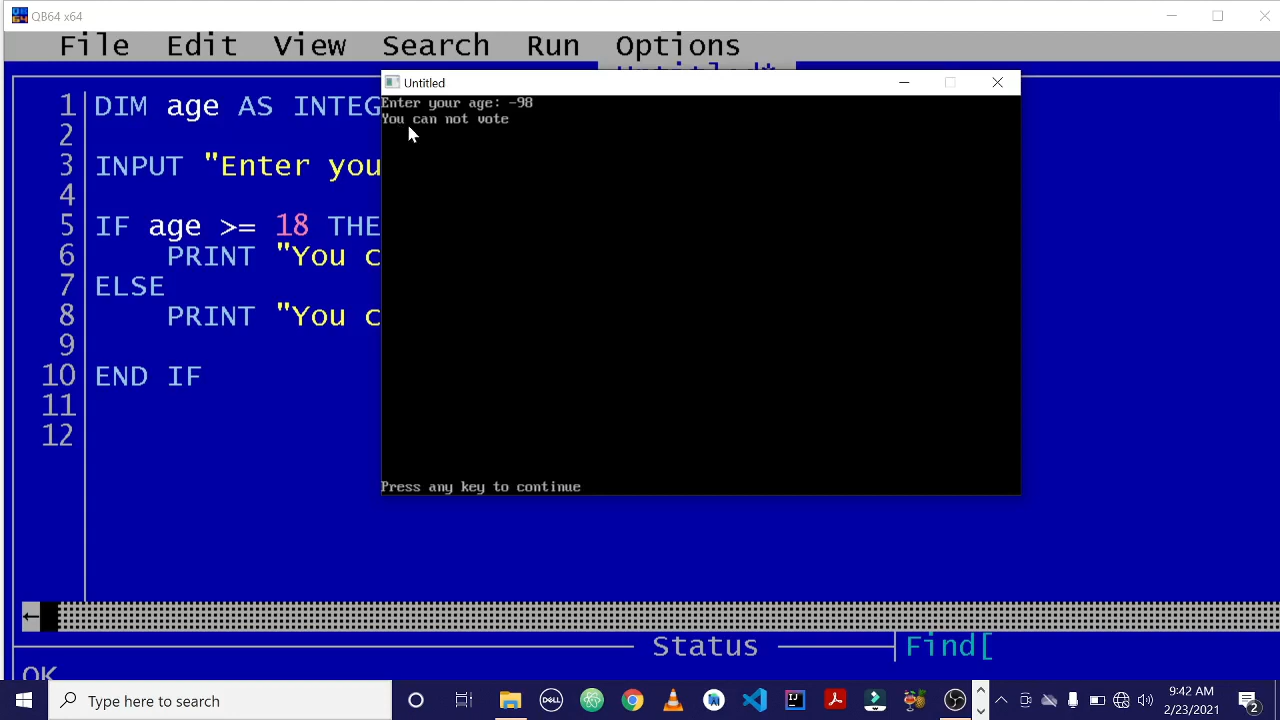 QB64 x64
File Edit View Search Run Options
Untitled*
Untitled
1 DIM age AS INTEG
2
3 INPUT "Enter you
4
5 IF age >= 18 THE
6 PRINT "You c
7 ELSE
8 PRINT "You c
9
10 END IF
11
12
Enter your age: -98
You can not vote
Press any key to continue
Status
Find[
OK
Type here to search
DELL
9:42 AM
2/23/2021
2